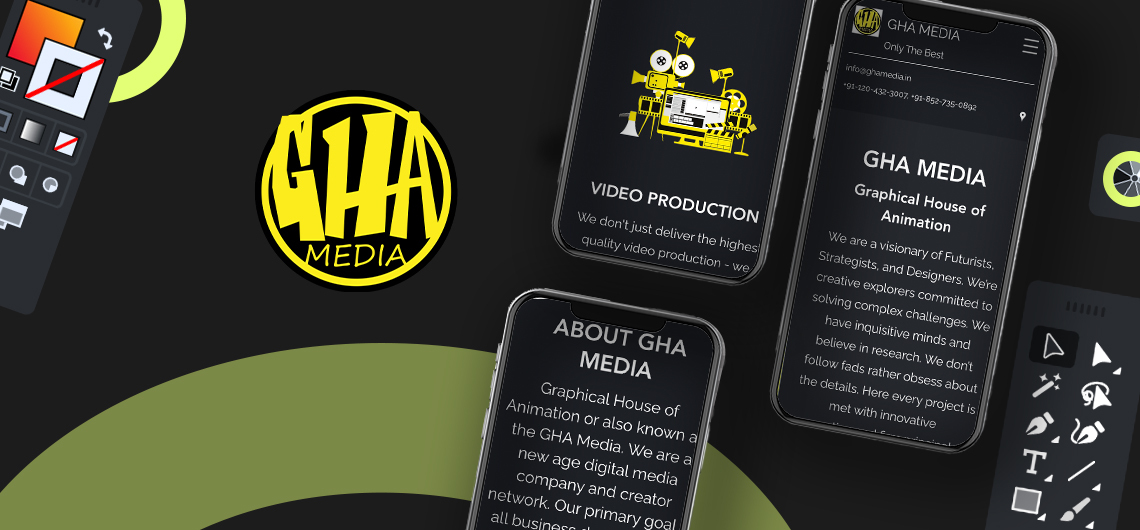 GHA
MEDIA
VIDEO PRODUCTION
We don't just deliver the highest
quality video production - we
GHA
GHA MEDIA
Only The Best
info@ghamedia.in
+91-120-432-3007, +91-852-735-0892
GHA MEDIA
Graphical House of
Animation
We are a visionary of Futurists,
Strategists, and Designers. We're
creative explorers committed to
solving complex challenges. We
have inquisitive minds and
believe in research. We don't
follow fads rather obsess about
the details. Here every project is
met with innovative
ABOUT GHA
MEDIA
Graphical House of
Animation or also known a
the GHA Media. We are a
new age digital media
company and creator
network. Our primary goal
all business
T